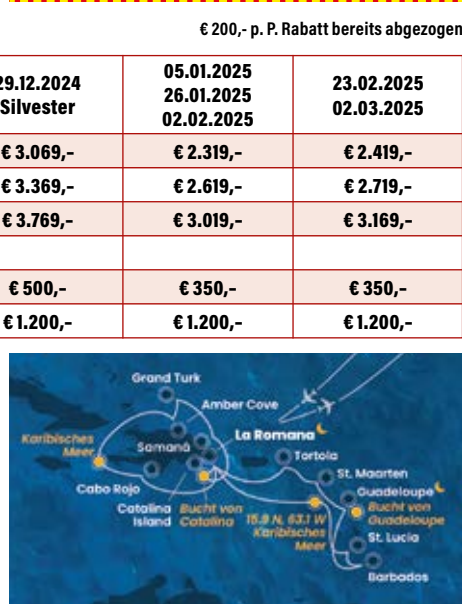 € 200,- p. P. Rabatt bereits abgezogen
29.12.2024
Silvester
05.01.2025
26.01.2025
02.02.2025
23.02.2025
02.03.2025
€ 3.069,– € 2.319,– € 2.419,–
€ 3.369,– € 2.619,– € 2.719,–
€ 3.769,– € 3.019,– € 3.169,–
€ 500,– € 350,– € 350,–
€ 1.200,– € 1.200,– € 1.200,–
Grand Turk
Amber Cove
La Romana
Karibisches
Meer
Samaná
Tortola
St. Maarten
Cabo Rojo
Guadeloupe
Catalina
Island
Bucht von
Catalina
15.9 N, 63.1 W
Karibisches
Meer
Bucht von
Guadeloupe
St. Lucia
Barbados